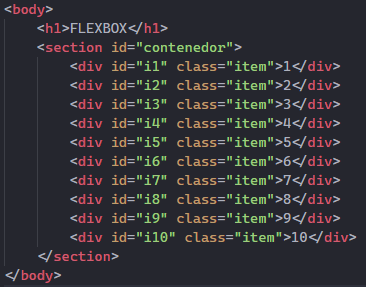 <body>
    <h1>FLEXBOX</h1>
    <section id="contenedor">
        <div id="i1" class="item">1</div>
        <div id="i2" class="item">2</div>
        <div id="i3" class="item">3</div>
        <div id="i4" class="item">4</div>
        <div id="i5" class="item">5</div>
        <div id="i6" class="item">6</div>
        <div id="i7" class="item">7</div>
        <div id="i8" class="item">8</div>
        <div id="i9" class="item">9</div>
        <div id="i10" class="item">10</div>
    </section>
</body>